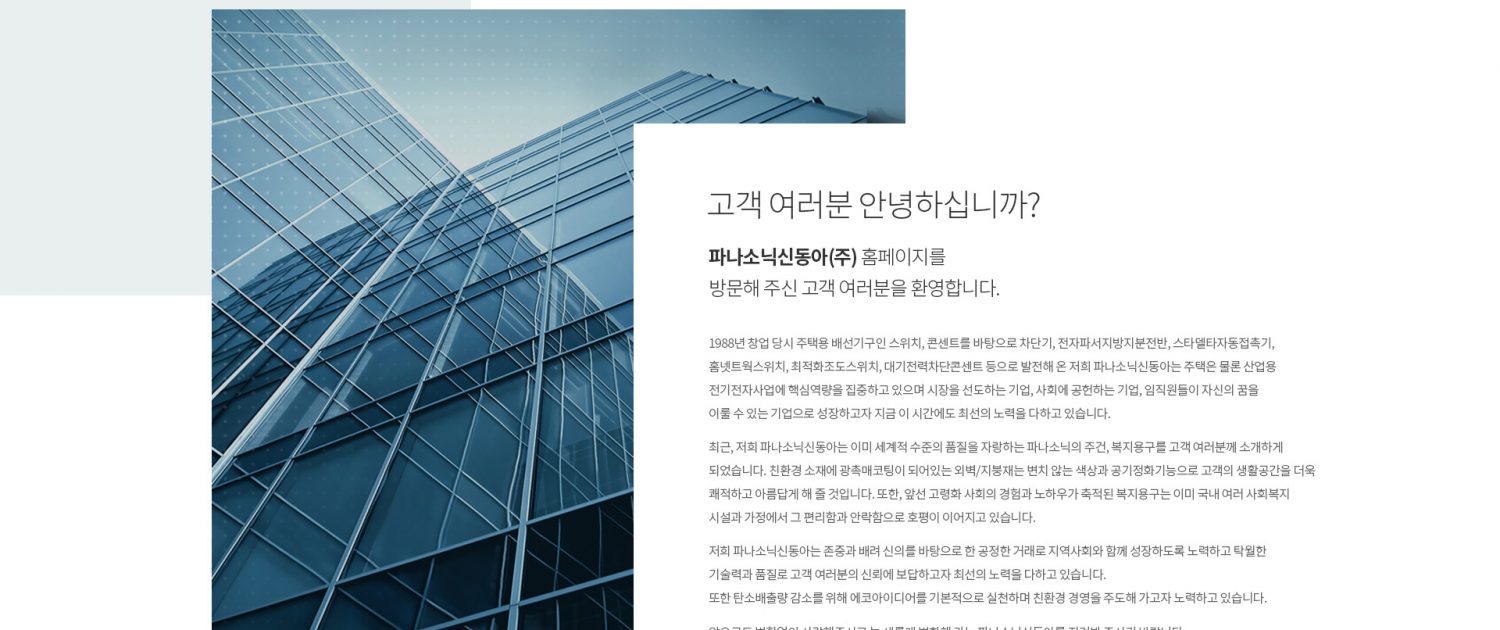 고객 여러분 안녕하십니까?
파나소닉신동아(주) 홈페이지를
방문해 주신 고객 여러분을 환영합니다.
1988년 창업 당시 주택용 배선기구인 스위치, 콘센트를 바탕으로 차단기, 전자파서지방지분전반, 스타델타자동접촉기,
홈넷트웍스위치, 최적화조도스위치, 대기전력차단콘센트 등으로 발전해 온 저희 파나소닉신동아는 주택은 물론 산업용
전기전자사업에 핵심역량을 집중하고 있으며 시장을 선도하는 기업, 사회에 공헌하는 기업, 임직원들이 자신의 꿈을
이룰 수 있는 기업으로 성장하고자 지금 이 시간에도 최선의 노력을 다하고 있습니다.
최근, 저희 파나소닉신동아는 이미 세계적 수준의 품질을 자랑하는 파나소닉의 주건, 복지용구를 고객 여러분께 소개하게
되었습니다. 친환경 소재에 광촉매코팅이 되어있는 외벽/지붕재는 변치 않는 색상과 공기정화기능으로 고객의 생활공간을 더욱
쾌적하고 아름답게 해 줄 것입니다. 또한, 앞선 고령화 사회의 경험과 노하우가 축적된 복지용구는 이미 국내 여러 사회복지
시설과 가정에서 그 편리함과 안락함으로 호평이 이어지고 있습니다.
저희 파나소닉신동아는 존중과 배려 신의를 바탕으로 한 공정한 거래로 지역사회와 함께 성장하도록 노력하고 탁월한
기술력과 품질로 고객 여러분의 신뢰에 보답하고자 최선의 노력을 다하고 있습니다.
또한 탄소배출량 감소를 위해 에코아이디어를 기본적으로 실천하며 친환경 경영을 주도해 가고자 노력하고 있습니다.